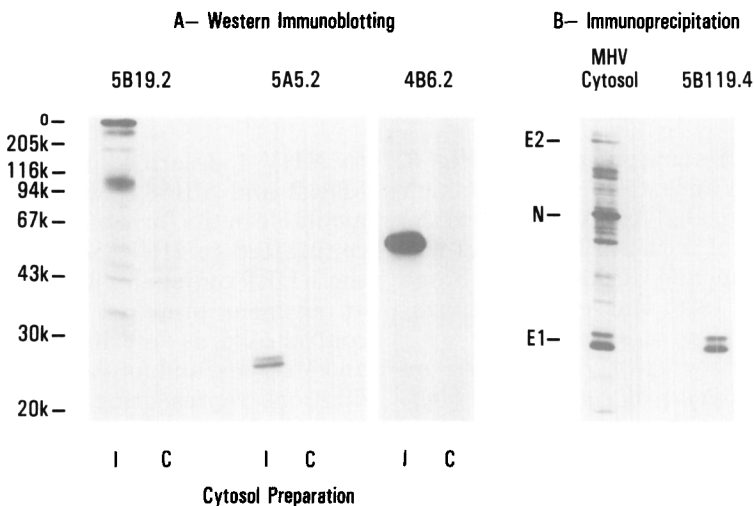 A– Western Immunoblotting
5B19.2 5A5.2 4B6.2
0–
205k–
116k–
94k–
67k–
43k–
30k–
20k–
I C I C I C
Cytosol Preparation
B– Immunoprecipitation
MHV
Cytosol 5B119.4
E2–
N–
E1–